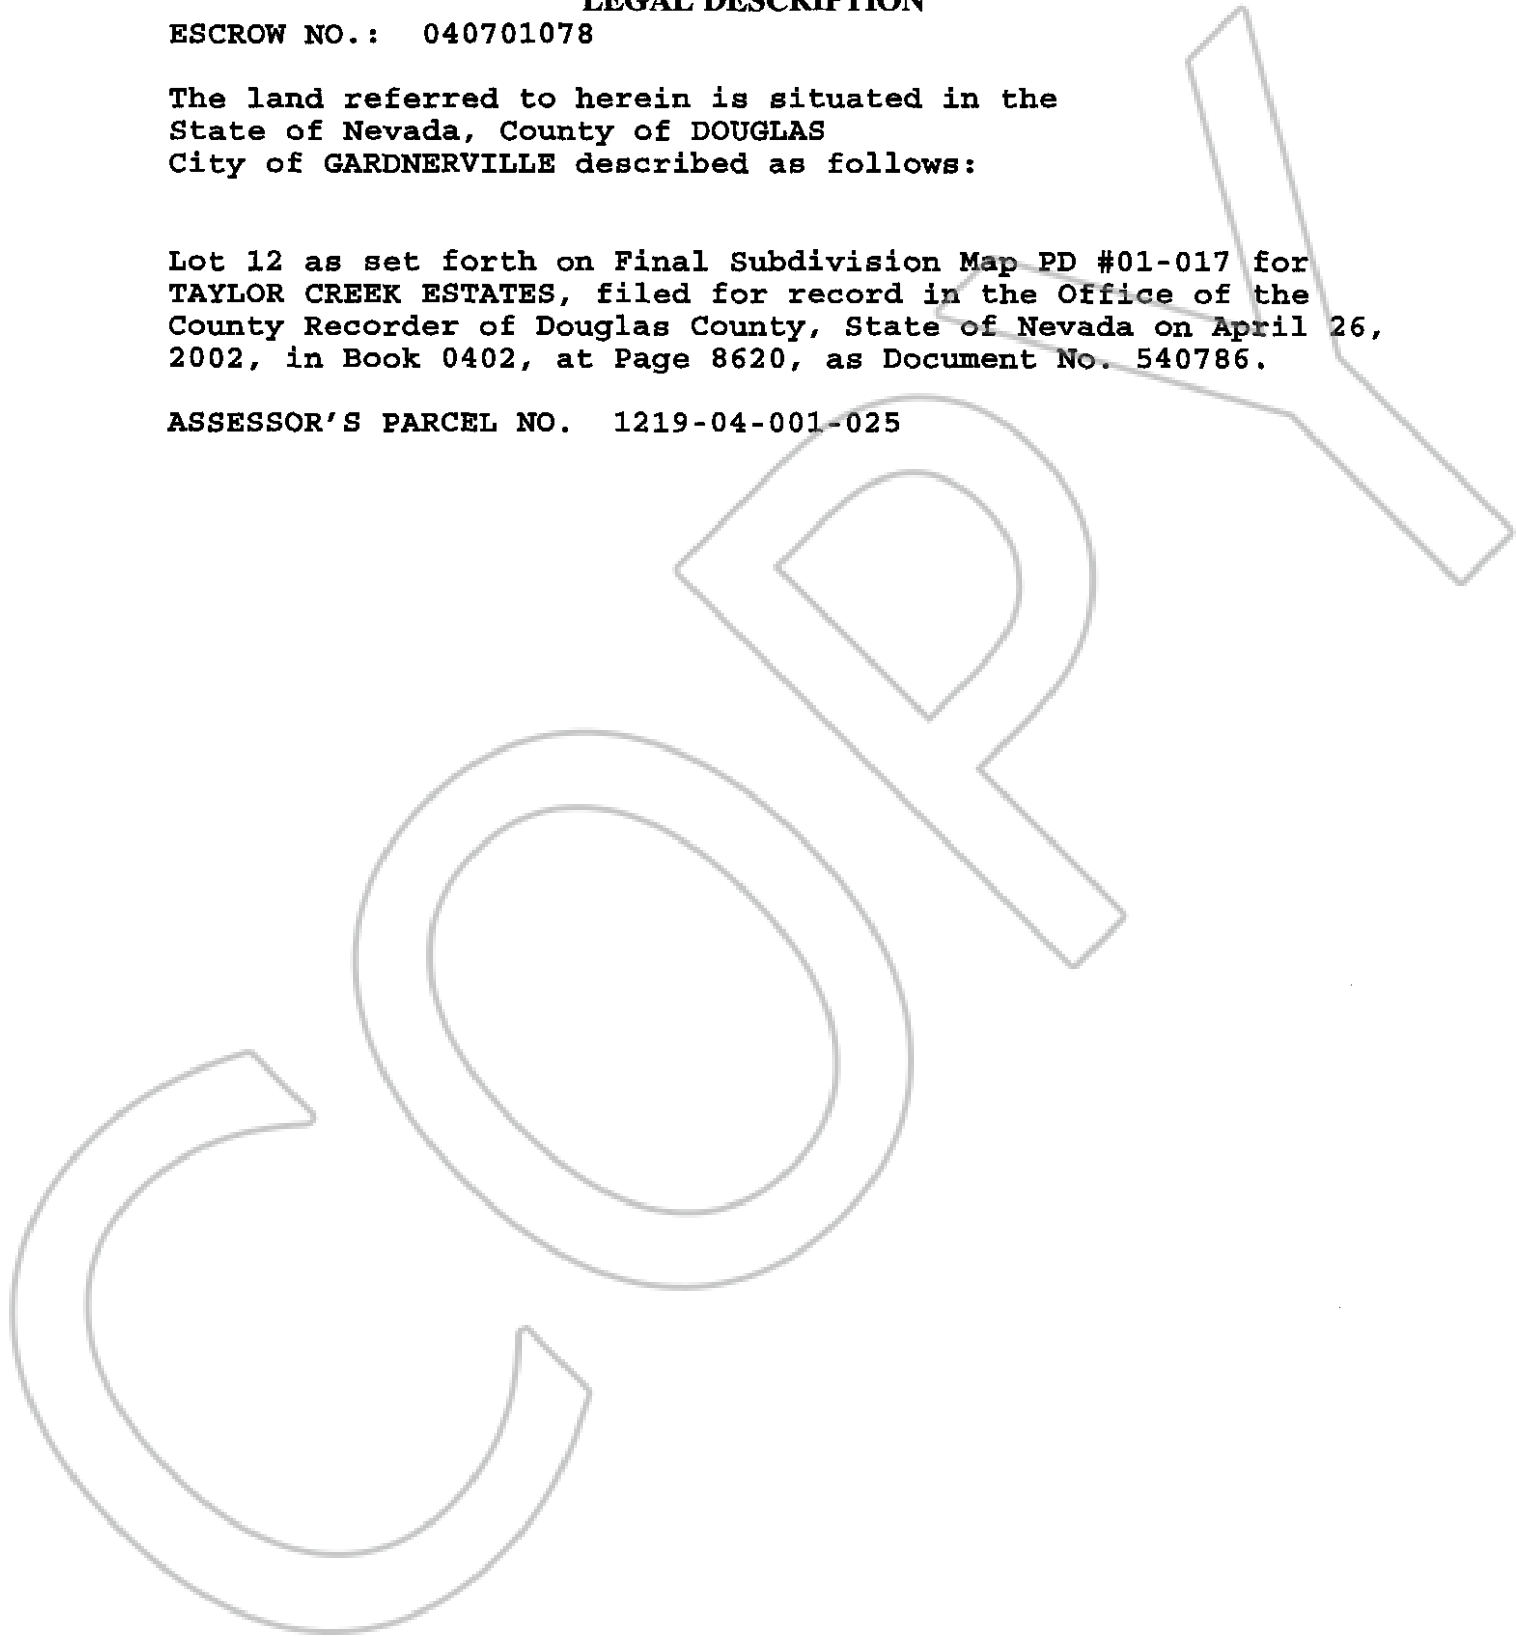 LEGAL DESCRIPTION
ESCROW NO.: 040701078
The land referred to herein is situated in the
State of Nevada, County of DOUGLAS
City of GARDNERVILLE described as follows:
Lot 12 as set forth on Final Subdivision Map PD #01-017 for
TAYLOR CREEK ESTATES, filed for record in the Office of the
County Recorder of Douglas County, State of Nevada on April 26,
2002, in Book 0402, at Page 8620, as Document No. 540786.
ASSESSOR'S PARCEL NO. 1219-04-001-025
COPY